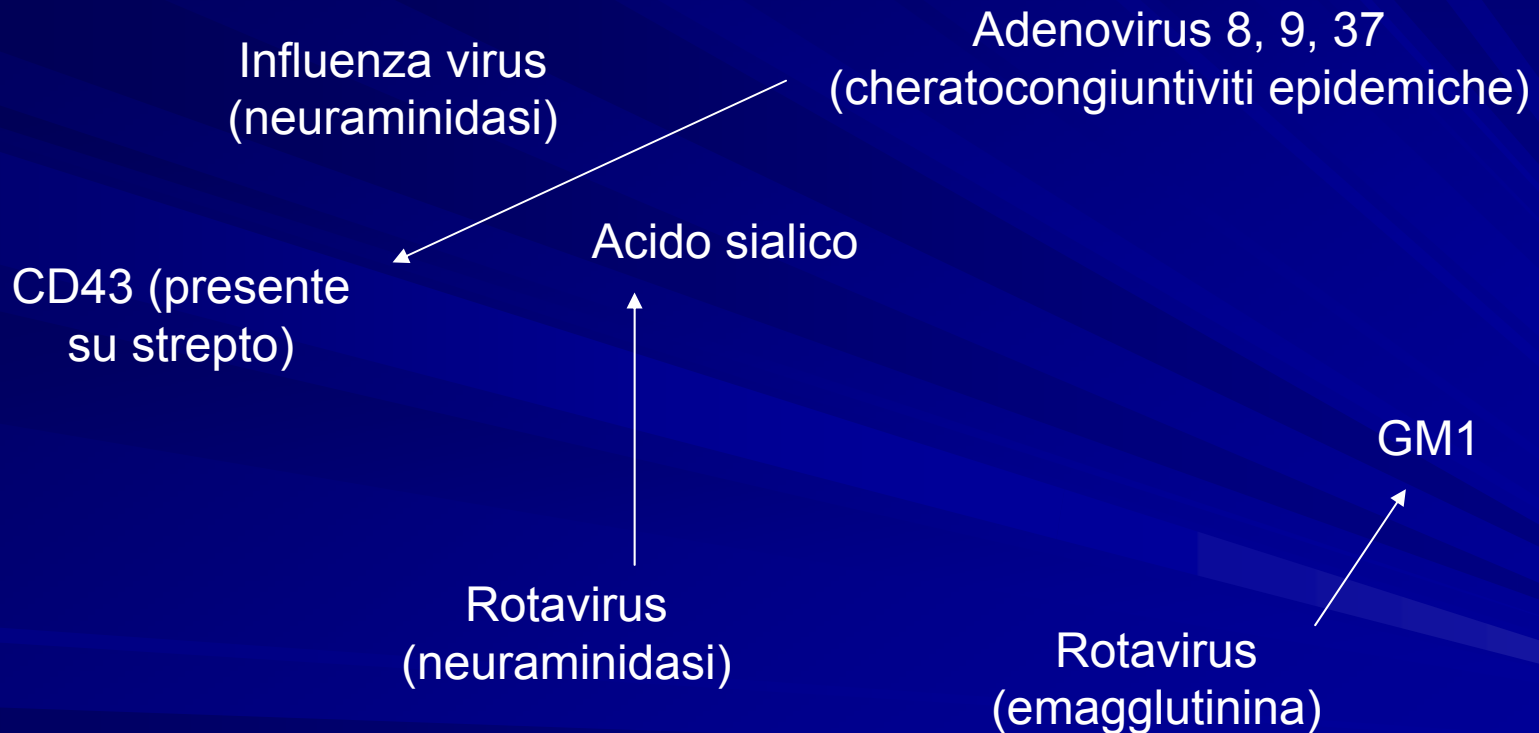 Adenovirus 8, 9, 37
(cheratocongiuntiviti epidemiche)
Influenza virus
(neuraminidasi)
Acido sialico
CD43 (presente
su strepto)
GM1
Rotavirus
(neuraminidasi)
Rotavirus
(emagglutinina)